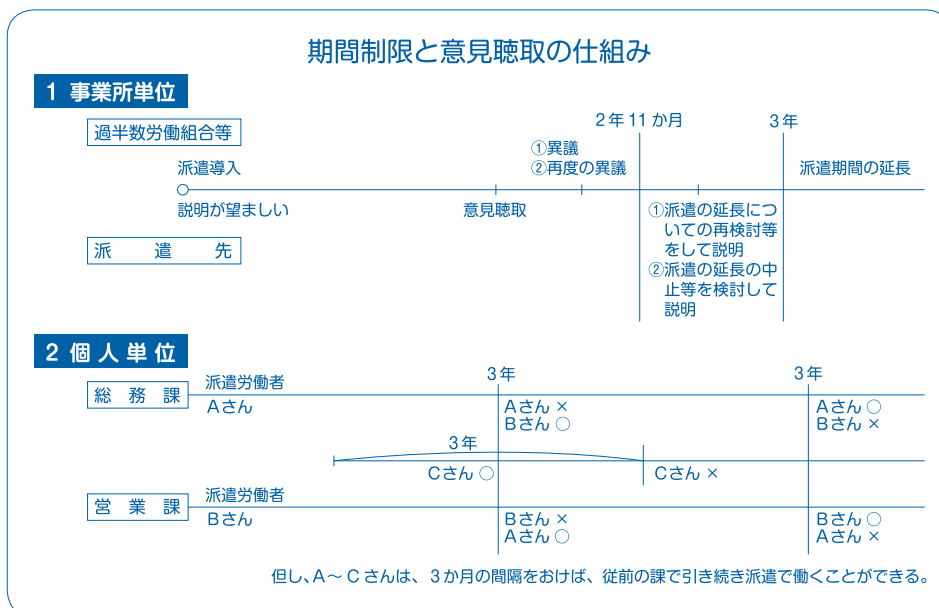 期間制限と意見聴取の仕組み
1 事業所単位
過半数労働組合等
2年11か月
3年
①異議
②再度の異議
派遣導入
派遣期間の延長
説明が望ましい
意見聴取
①派遣の延長につ
いての再検討等
をして説明
②派遣の延長の中
止等を検討して
説明
派遣先
2 個人単位
3年
3年
総務課
派遣労働者
Aさん
Aさん ×
Bさん ○
Aさん ○
Bさん ×
3年
Cさん ○
Cさん ×
営業課
派遣労働者
Bさん
Bさん ×
Aさん ○
Bさん ○
Aさん ×
但し、A～Cさんは、3か月の間隔をおけば、従前の課で引き続き派遣で働くことができる。